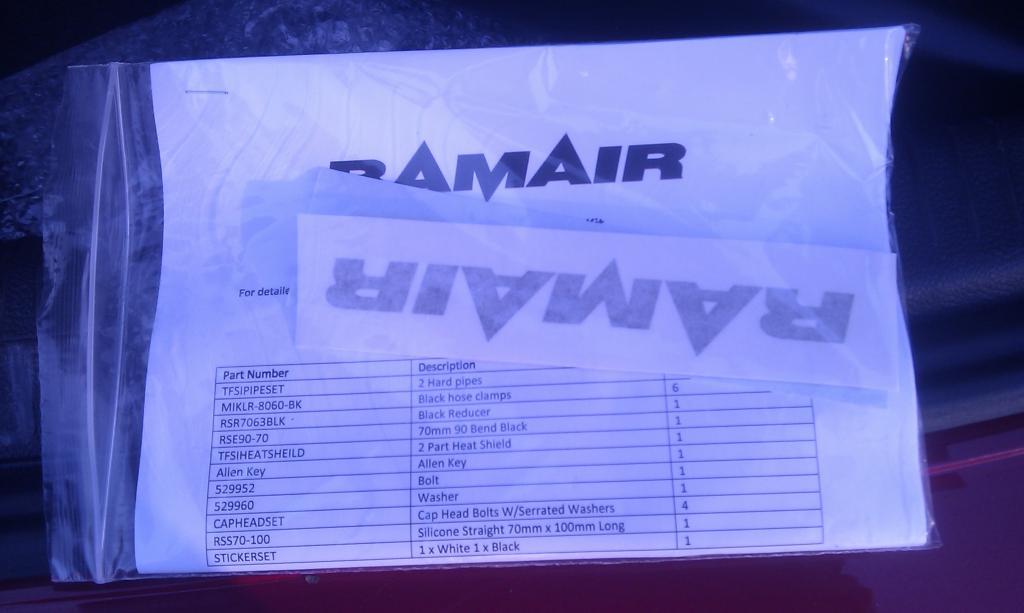 RAMAIR
RAMAIR
For details
Part Number Description
TFSIPIPESET 2 Hard pipes
MIKLR-8060-BK Black hose clamps 6
RSR7063BLK Black Reducer 1
RSE90-70 70mm 90 Bend Black 1
TFSIHEATSHEILD 2 Part Heat Shield 1
Allen Key Allen Key 1
529952 Bolt 1
529960 Washer 1
CAPHEADSET Cap Head Bolts W/Serrated Washers 4
RSS70-100 Silicone Straight 70mm x 100mm Long 1
STICKERSET 1 x White 1 x Black 1